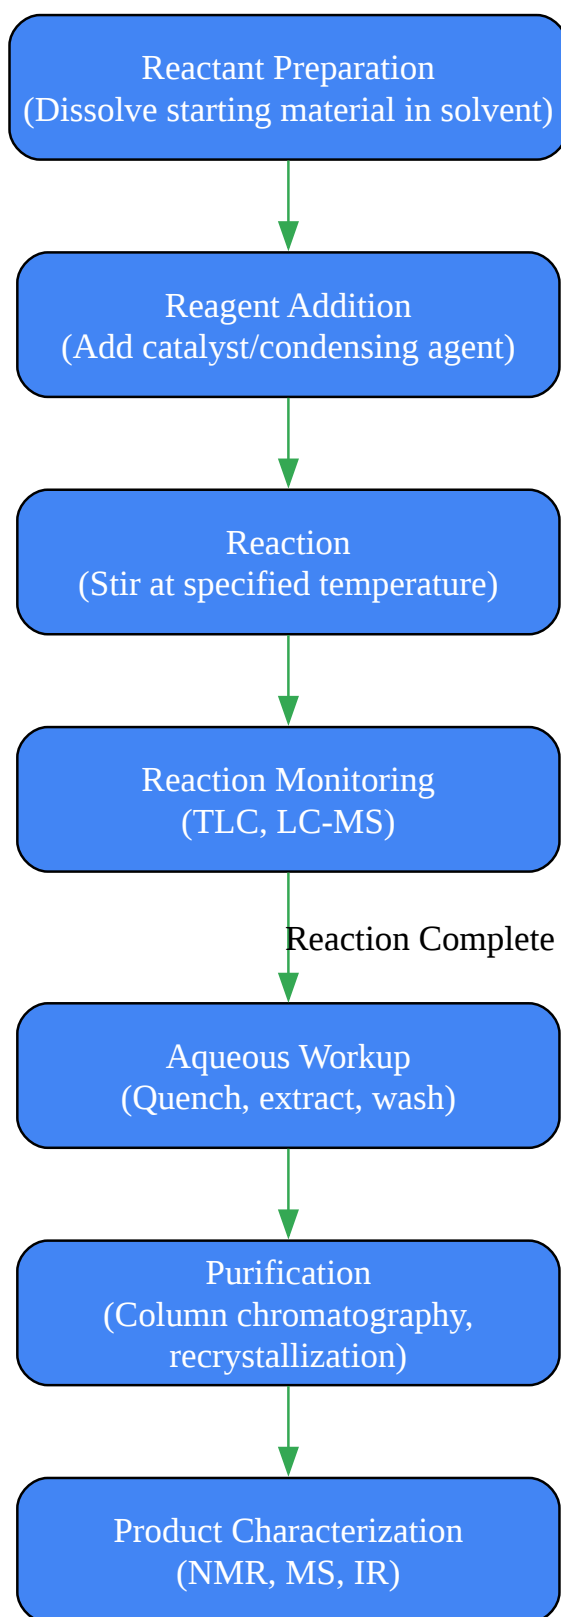 Reactant Preparation
(Dissolve starting material in solvent)
Reagent Addition
(Add catalyst/condensing agent)
Reaction
(Stir at specified temperature)
Reaction Monitoring
(TLC, LC-MS)
Reaction Complete
Aqueous Workup
(Quench, extract, wash)
Purification
(Column chromatography,
recrystallization)
Product Characterization
(NMR, MS, IR)